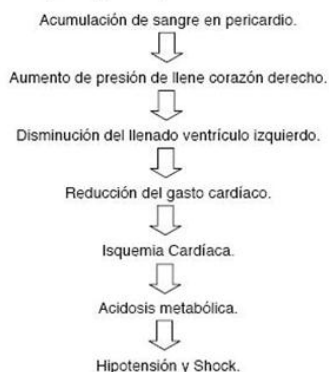 Acumulación de sangre en pericardio.
Aumento de presión de llene corazón derecho.
Disminución del llenado ventrículo izquierdo.
Reducción del gasto cardíaco.
Isquemia Cardíaca.
Acidosis metabólica.
Hipotensión y Shock.